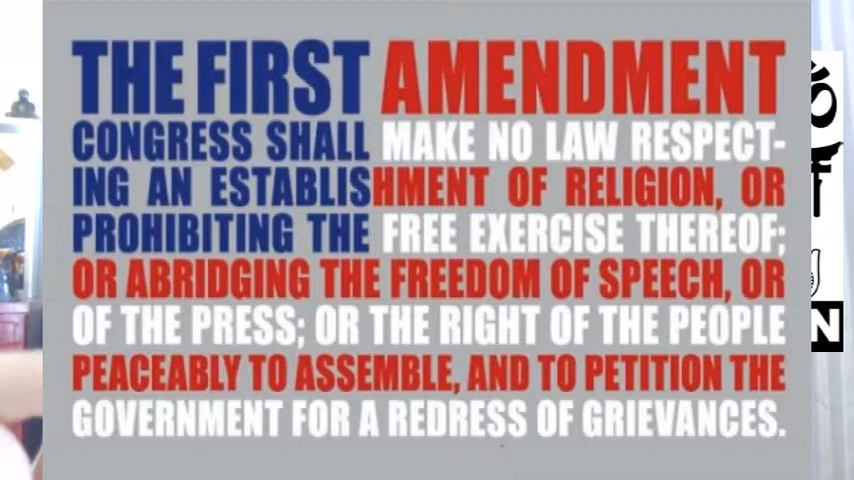 THE FIRST AMENDMENT
CONGRESS SHALL MAKE NO LAW RESPECT-
ING AN ESTABLISHMENT OF RELIGION, OR
PROHIBITING THE FREE EXERCISE THEREOF;
OR ABRIDGING THE FREEDOM OF SPEECH, OR
OF THE PRESS; OR THE RIGHT OF THE PEOPLE
PEACEABLY TO ASSEMBLE, AND TO PETITION THE
GOVERNMENT FOR A REDRESS OF GRIEVANCES.
N